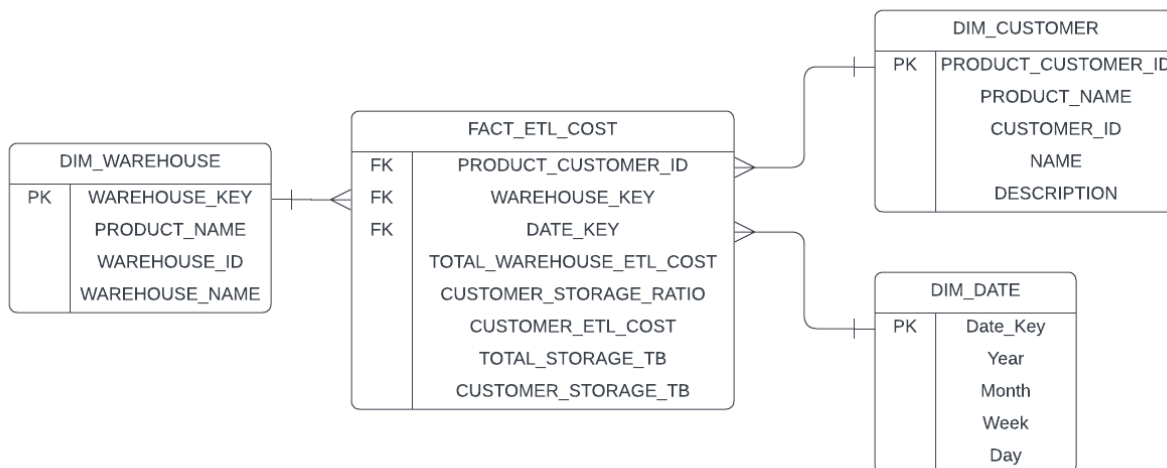 DIM_WAREHOUSE
PK WAREHOUSE_KEY
PRODUCT_NAME
WAREHOUSE_ID
WAREHOUSE_NAME
FACT_ETL_COST
FK PRODUCT_CUSTOMER_ID
FK WAREHOUSE_KEY
FK DATE_KEY
TOTAL_WAREHOUSE_ETL_COST
CUSTOMER_STORAGE_RATIO
CUSTOMER_ETL_COST
TOTAL_STORAGE_TB
CUSTOMER_STORAGE_TB
DIM_CUSTOMER
PK PRODUCT_CUSTOMER_ID
PRODUCT_NAME
CUSTOMER_ID
NAME
DESCRIPTION
DIM_DATE
PK Date_Key
Year
Month
Week
Day